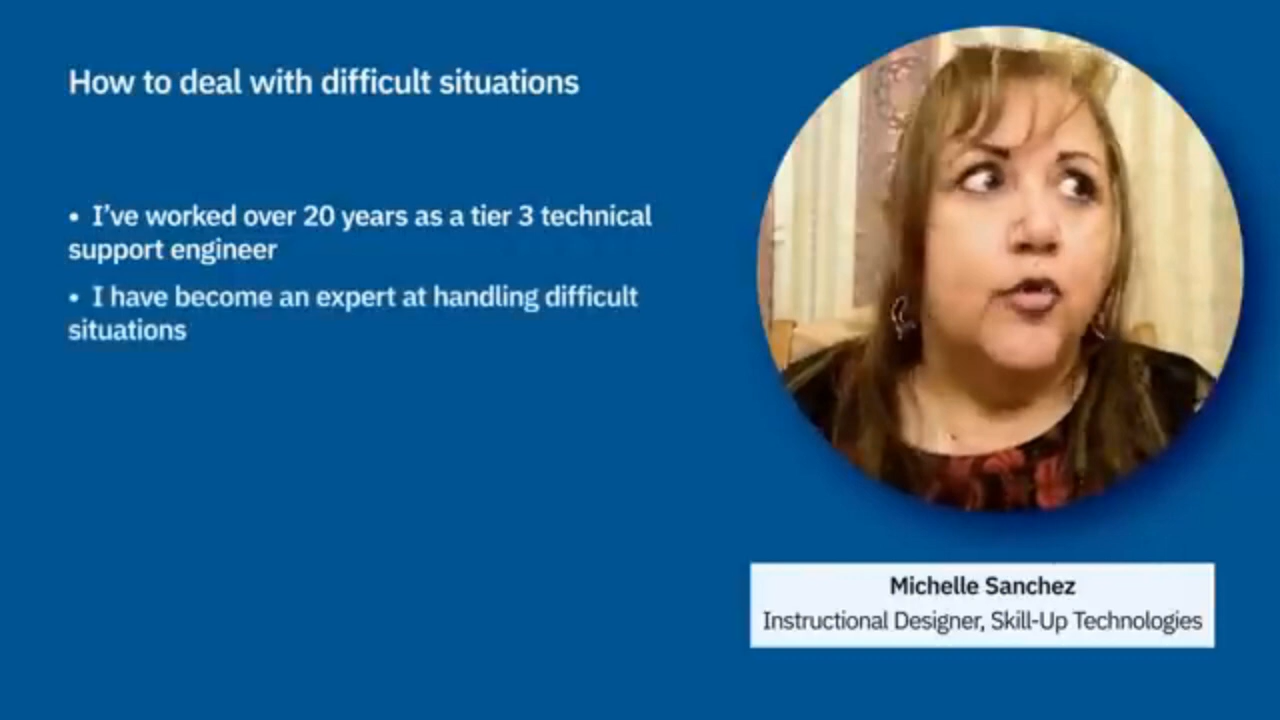 How to deal with difficult situations
• I’ve worked over 20 years as a tier 3 technical
support engineer
• I have become an expert at handling difficult
situations
Michelle Sanchez
Instructional Designer, Skill-Up Technologies